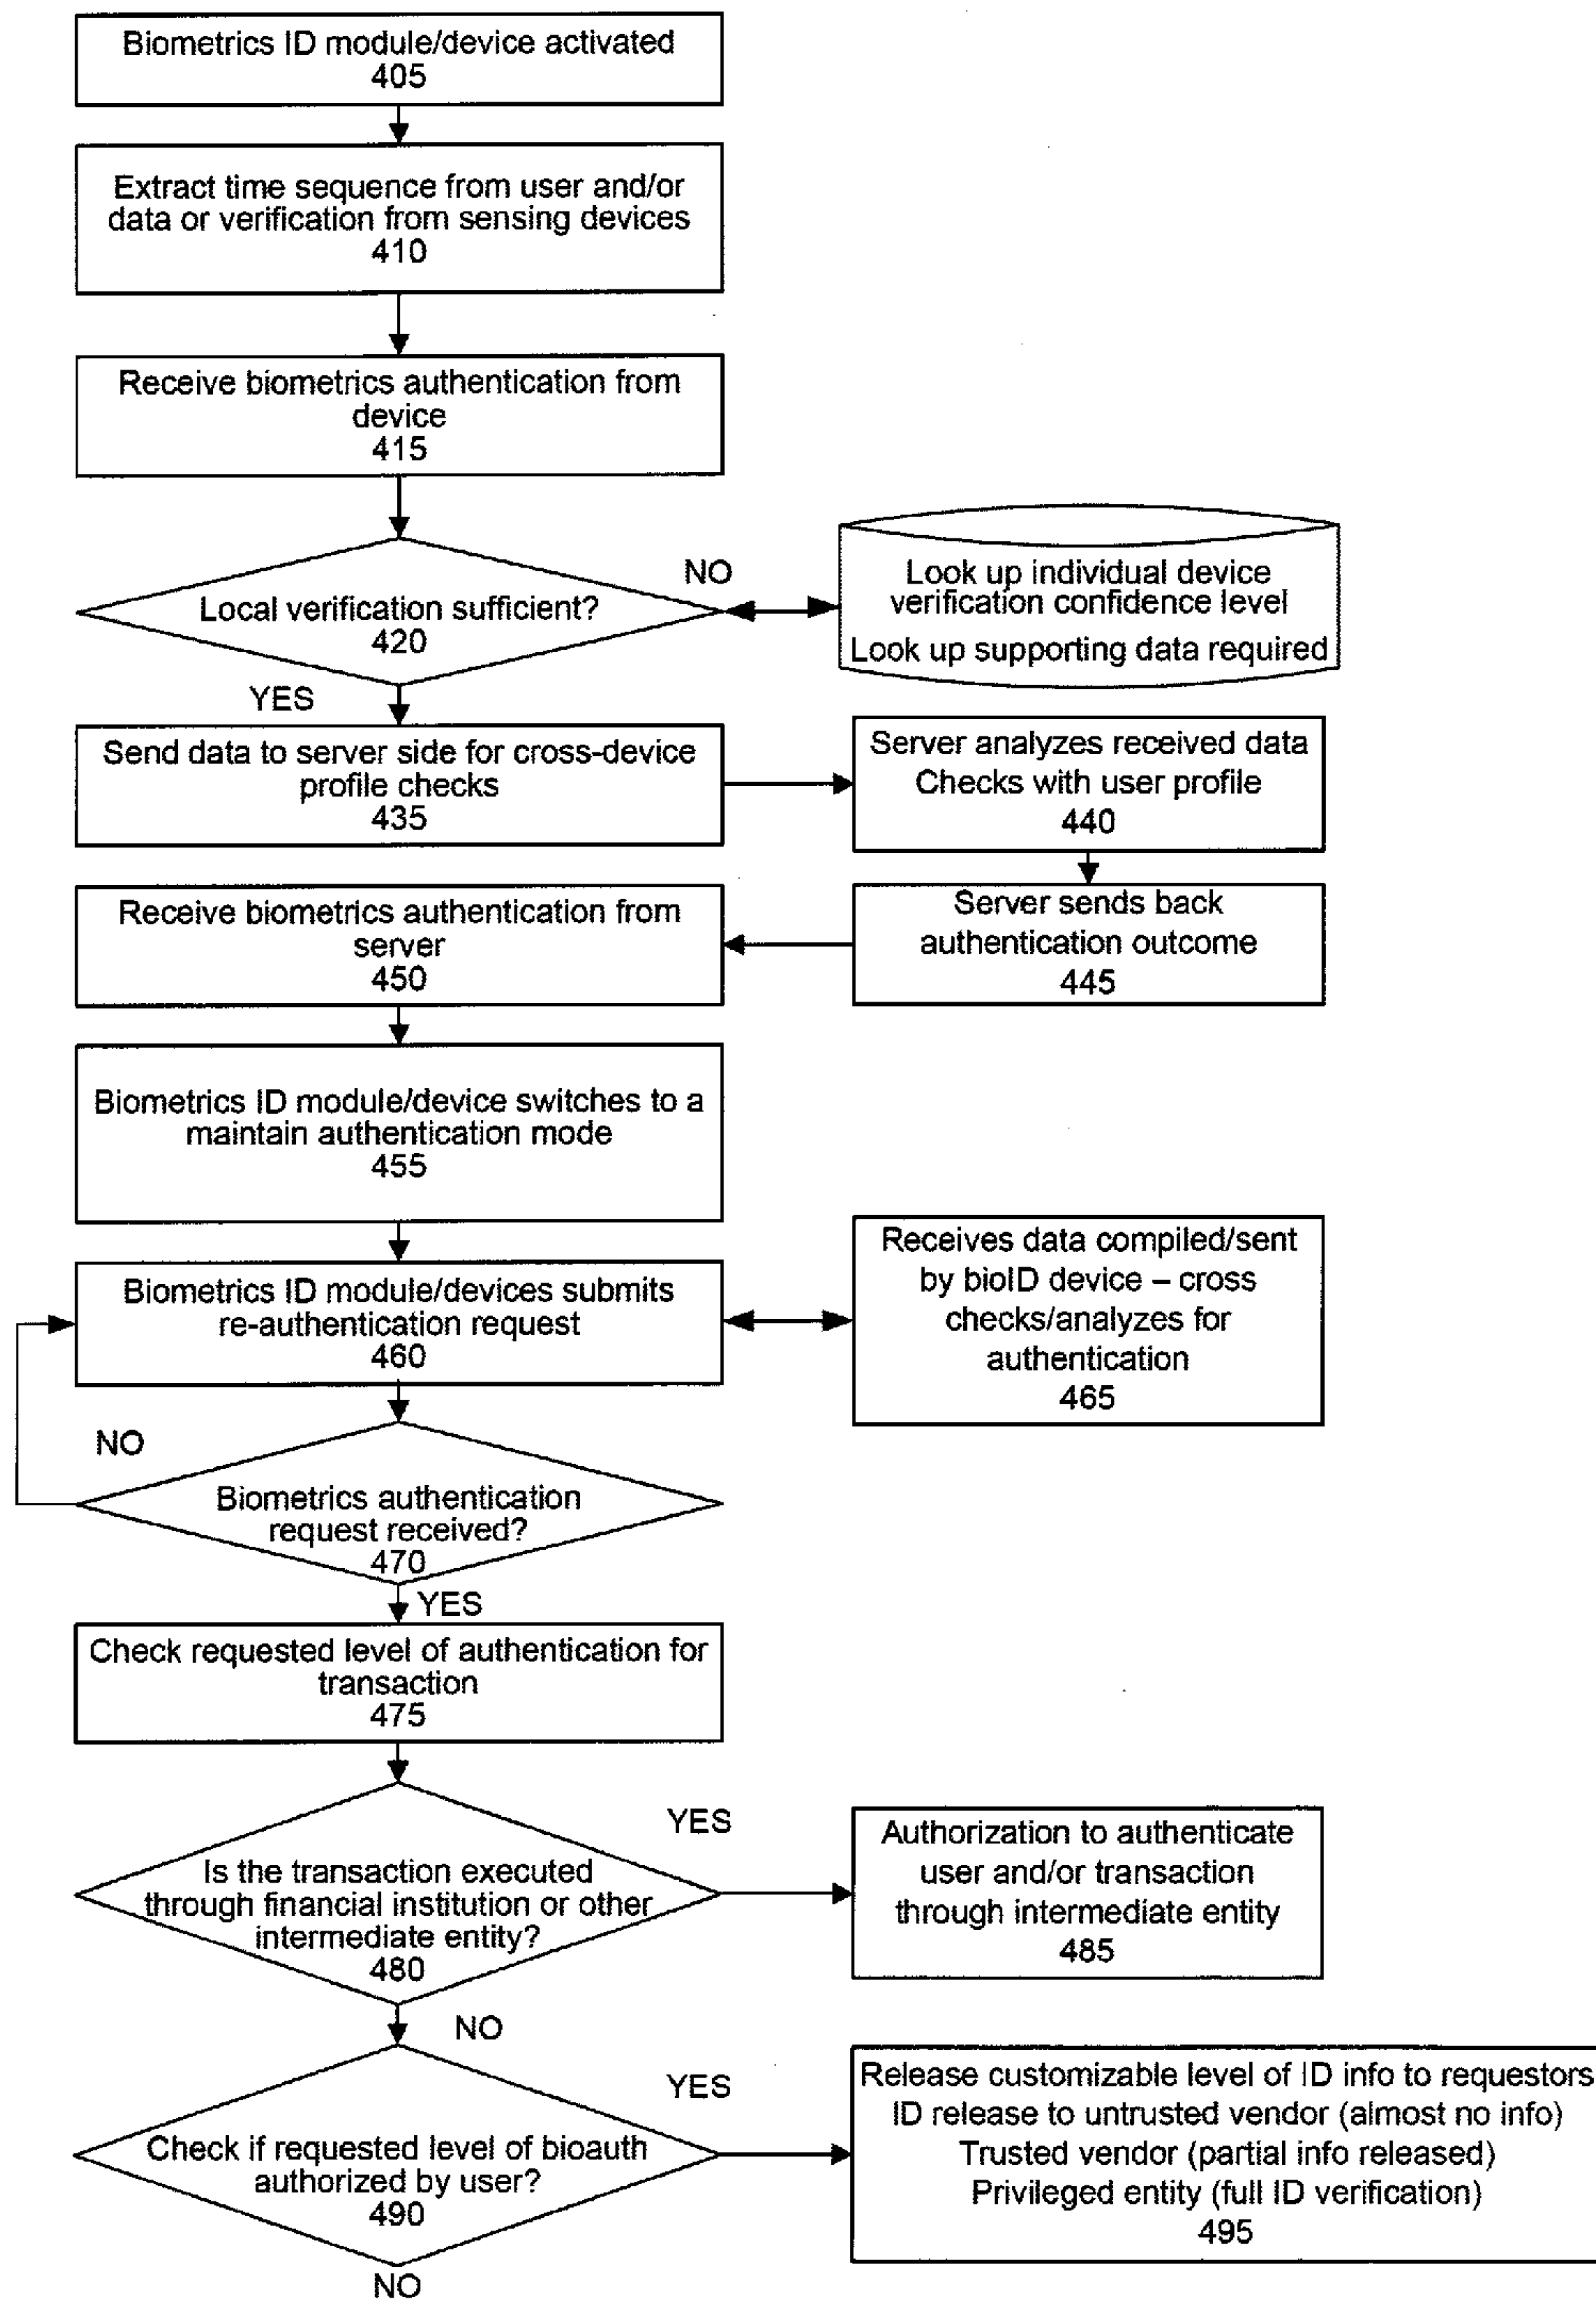 Biometrics ID module/device activated
405
Extract time sequence from user and/or
data or verification from sensing devices
410
Receive biometrics authentication from
device
415
Local verification sufficient?
420
NO
Look up individual device
verification confidence level
Look up supporting data required
YES
Send data to server side for cross-device
profile checks
435
Server analyzes received data
Checks with user profile
440
Server sends back
authentication outcome
445
Receive biometrics authentication from
server
450
Biometrics ID module/device switches to a
maintain authentication mode
455
Biometrics ID module/devices submits
re-authentication request
460
Receives data compiled/sent
by bioID device – cross
checks/analyzes for
authentication
465
NO
Biometrics authentication
request received?
470
YES
Check requested level of authentication for
transaction
475
Is the transaction executed
through financial institution or other
intermediate entity?
480
YES
Authorization to authenticate
user and/or transaction
through intermediate entity
485
NO
Check if requested level of bioauth
authorized by user?
490
YES
Release customizable level of ID info to requestors
ID release to untrusted vendor (almost no info)
Trusted vendor (partial info released)
Privileged entity (full ID verification)
495
NO